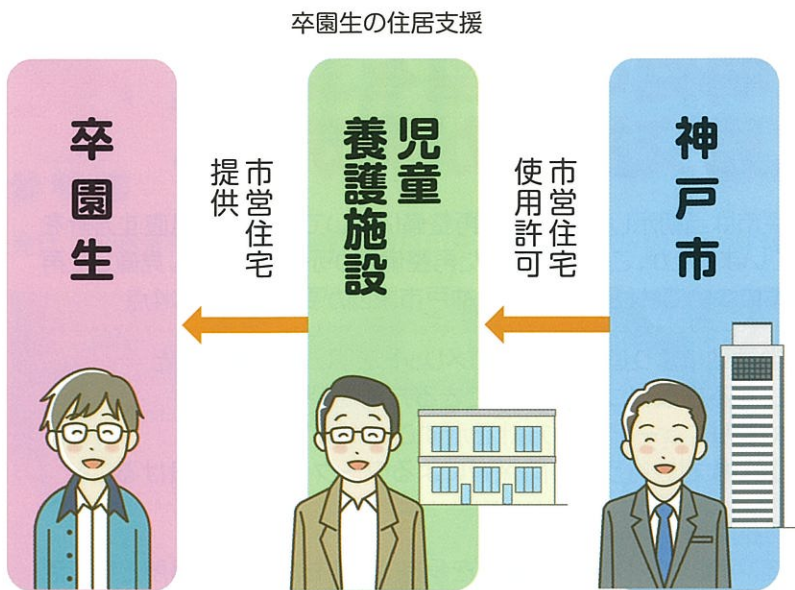 卒園生の住居支援
神戸市
市営住宅
使用許可
児童
養護施設
市営住宅
提供
卒園生